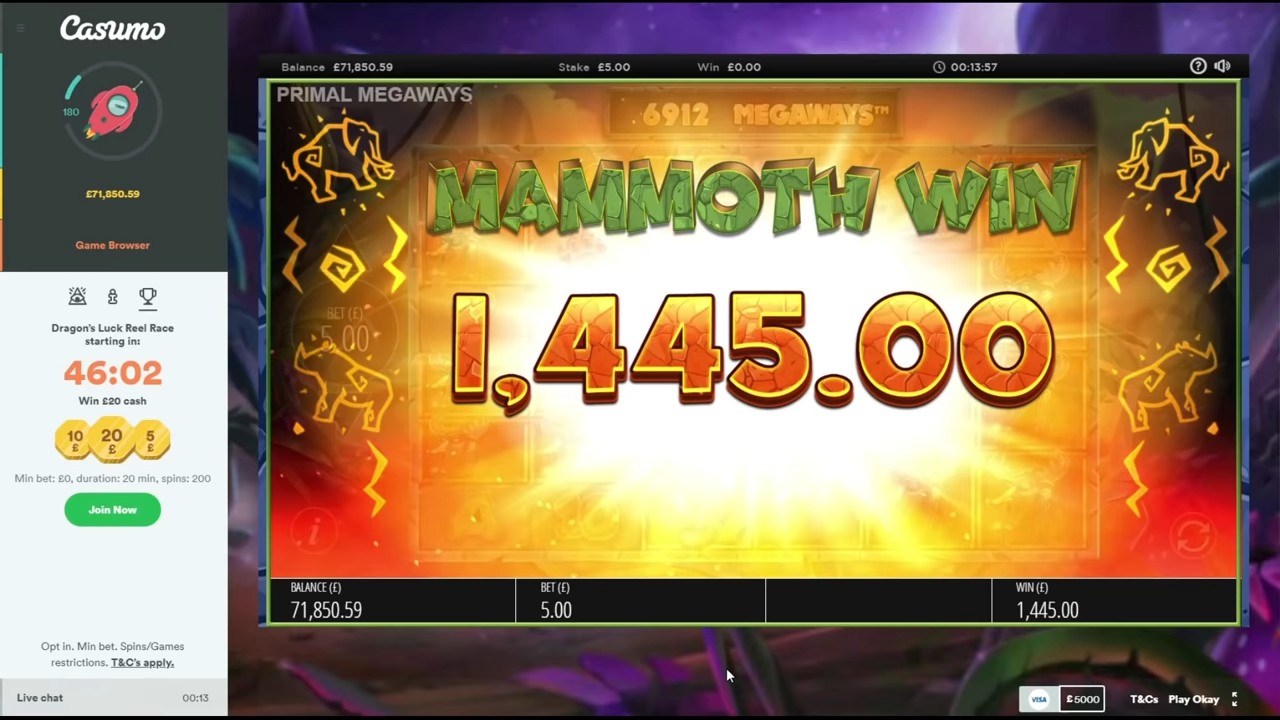 Casumo
180
£71,850.59
Game Browser
Dragon's Luck Reel Race
starting in:
46:02
Win £20 cash
10 £ 20 £ 5 £
Min bet: £0, duration: 20 min, spins: 200
Join Now
Opt in. Min bet. Spins/Games
restrictions. T&C's apply.
Live chat 00:13
Balance £71,850.59 Stake £5.00 Win £0.00 00:13:57
PRIMAL MEGAWAYS
6912 MEGAWAYS™
MAMMOTH WIN
1,445.00
BET (£)
5.00
BALANCE (£) BET (£) WIN (£)
71,850.59 5.00 1,445.00
VISA £5000 T&Cs Play Okay